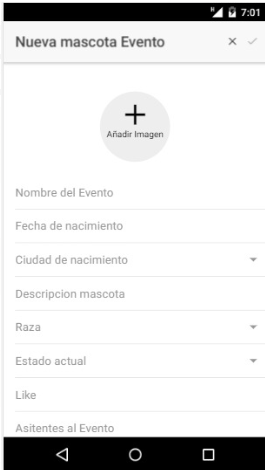 7:01
Nueva mascota Evento
Añadir Imagen
Nombre del Evento
Fecha de nacimiento
Ciudad de nacimiento
Descripcion mascota
Raza
Estado actual
Like
Asitentes al Evento